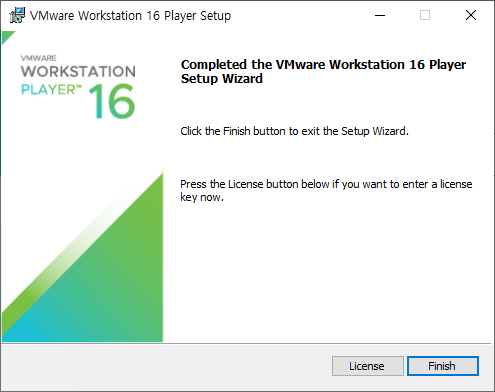 VMware Workstation 16 Player Setup
VMWARE
WORKSTATION
PLAYER™ 16
Completed the VMware Workstation 16 Player
Setup Wizard
Click the Finish button to exit the Setup Wizard.
Press the License button below if you want to enter a license
key now.
License
Finish